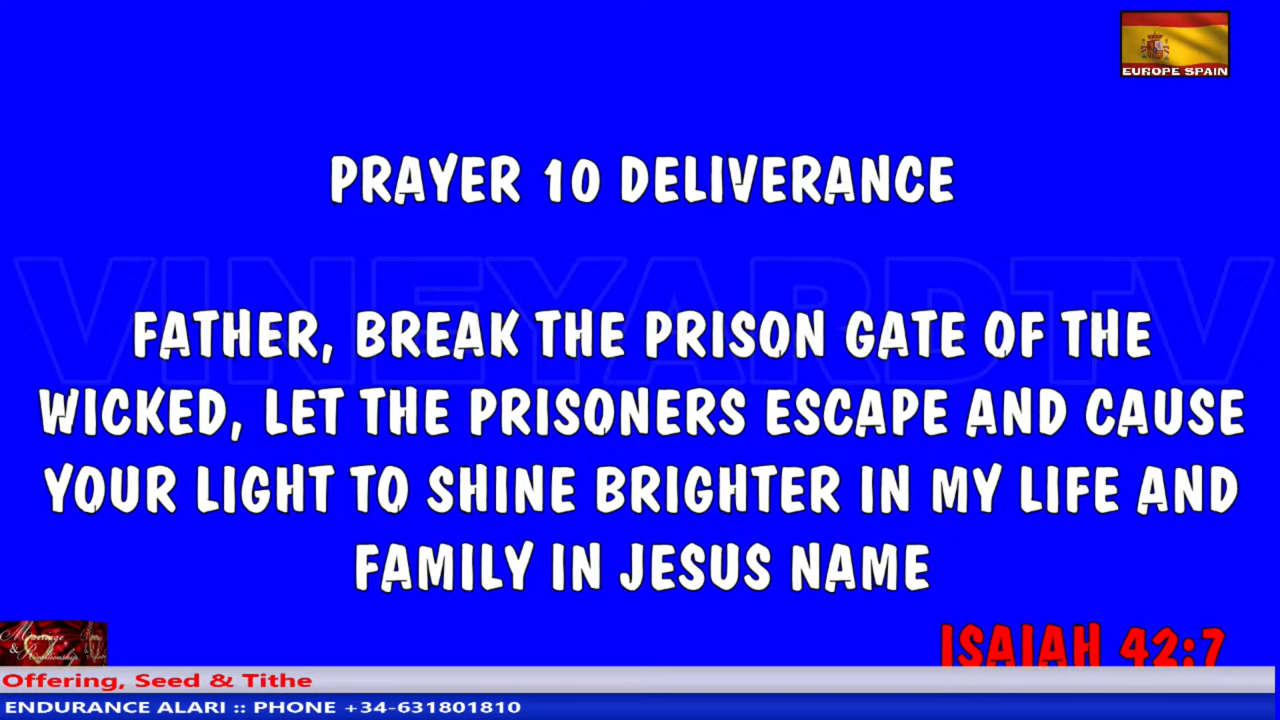 EUROPE SPAIN
PRAYER 10 DELIVERANCE
VINEYARDTV
FATHER, BREAK THE PRISON GATE OF THE
WICKED, LET THE PRISONERS ESCAPE AND CAUSE
YOUR LIGHT TO SHINE BRIGHTER IN MY LIFE AND
FAMILY IN JESUS NAME
ISAIAH 42:7
Marriage
& Relationship
Offering, Seed & Tithe
ENDURANCE ALARI :: PHONE +34-631801810